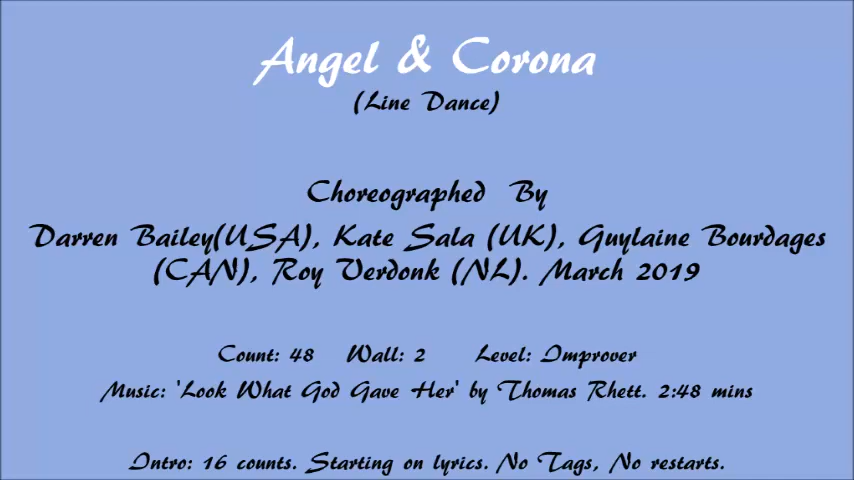 Angel & Corona
(Line Dance)
Choreographed By
Darren Bailey(USA), Kate Sala (UK), Guylaine Bourdages
(CAN), Roy Verdonk (NL). March 2019
Count: 48 Wall: 2 Level: Improver
Music: 'Look What God Gave Her' by Thomas Rhett. 2:48 mins
Intro: 16 counts. Starting on lyrics. No Tags, No restarts.